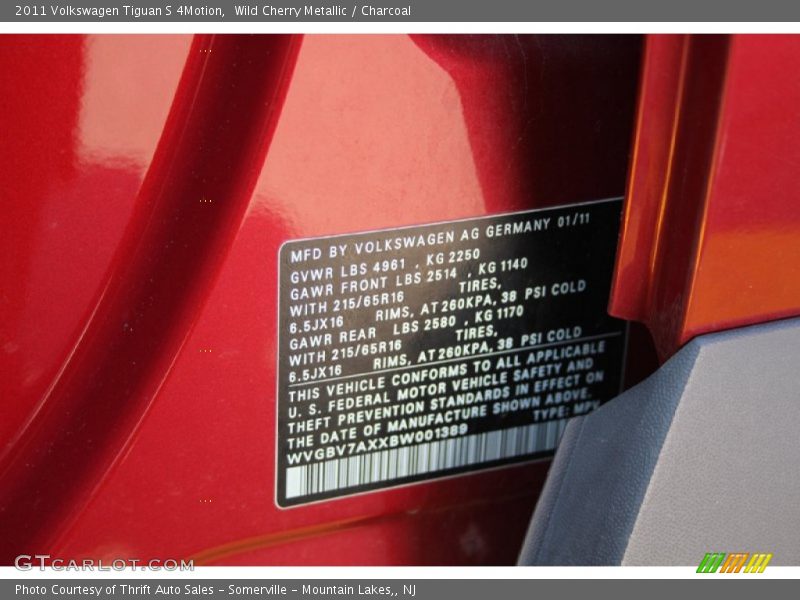 2011 Volkswagen Tiguan S 4Motion, Wild Cherry Metallic / Charcoal
MFD BY VOLKSWAGEN AG GERMANY 01/11
GVWR LBS 4961 , KG 2250
GAWR FRONT LBS 2514 , KG 1140
WITH 215/65R16 TIRES,
6.5JX16 RIMS, AT 260KPA, 38 PSI COLD
GAWR REAR LBS 2580 , KG 1170
WITH 215/65R16 TIRES,
6.5JX16 RIMS, AT 260KPA, 38 PSI COLD
THIS VEHICLE CONFORMS TO ALL APPLICABLE
U. S. FEDERAL MOTOR VEHICLE SAFETY AND
THEFT PREVENTION STANDARDS IN EFFECT ON
THE DATE OF MANUFACTURE SHOWN ABOVE.
WVGBV7AXXBW001389 TYPE:
GTCARLOT.COM
Photo Courtesy of Thrift Auto Sales - Somerville - Mountain Lakes,, NJ